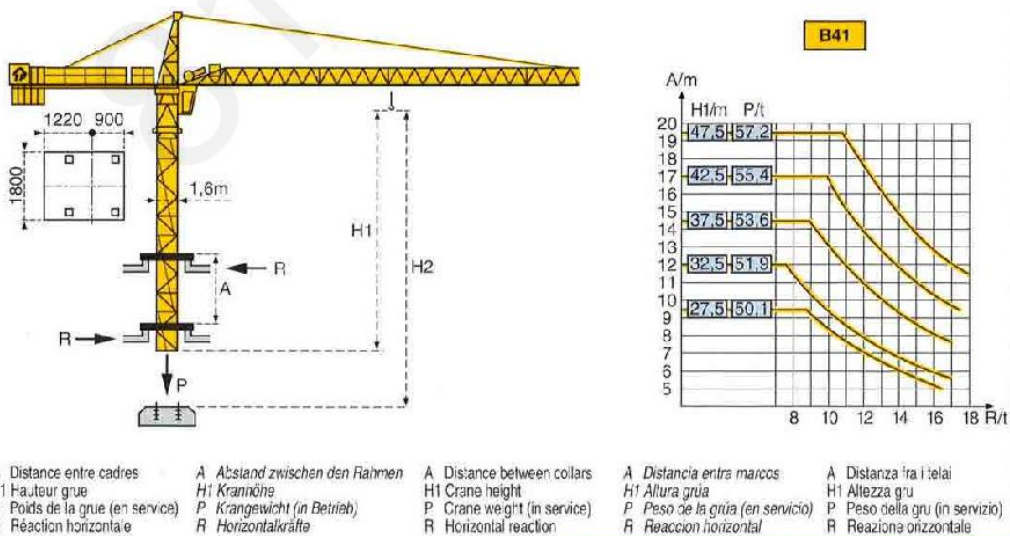 B41
A/m
H1/m P/t
1220 900
1800
1,6m
H1
H2
R
A
R
P
20
19
47,5 57,2
17
42,5 55,4
16
15
14
37,5 53,6
13
12
32,5 51,9
11
10
9
27,5 50,1
8
7
6
5
8 10 12 14 16 18 R/t
Distance entre cadres
1 Hauteur grue
Poids de la grue (en service)
Réaction horizontale
A Abstand zwischen den Rahmen
H1 Kranhöhe
P Krangewicht (in Betrieb)
R Horizontalkräfte
A Distance between collars
H1 Crane height
P Crane weight (in service)
R Horizontal reaction
A Distancia entra marcos
H1 Altura grúa
P Peso de la grúa (en servicio)
R Reaccion horizontal
A Distanza fra i telai
H1 Altezza gru
P Peso della gru (in servizio)
R Reazione orizzontale